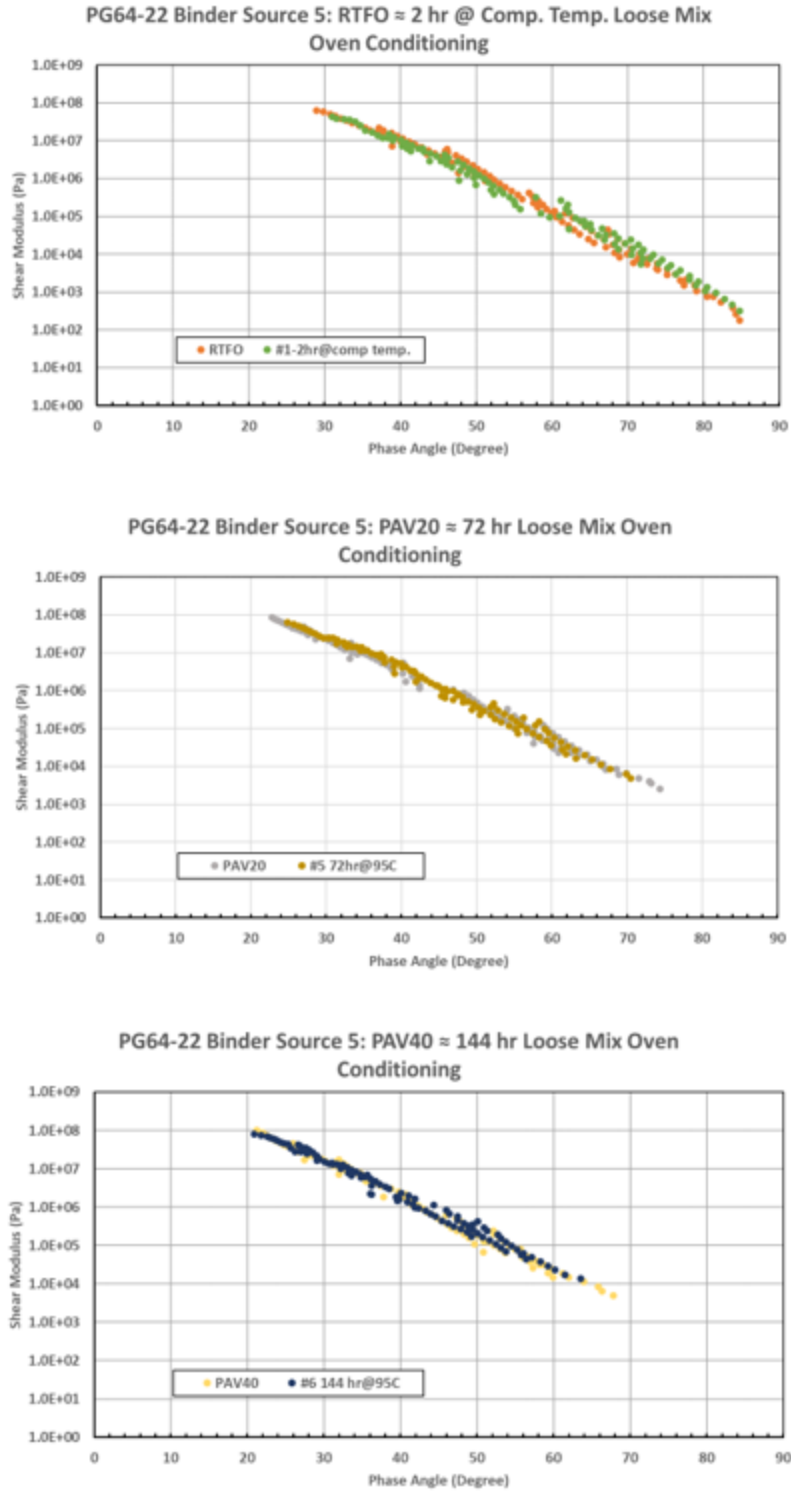 PG64-22 Binder Source 5: RTFO ≈ 2 hr @ Comp. Temp. Loose Mix
Oven Conditioning
1.0E+09
1.0E+08
1.0E+07
1.0E+06
1.0E+05
1.0E+04
1.0E+03
1.0E+02
1.0E+01
1.0E+00
Shear Modulus (Pa)
RTFO #1-2hr@comp temp.
0 10 20 30 40 50 60 70 80 90
Phase Angle (Degree)
PG64-22 Binder Source 5: PAV20 ≈ 72 hr Loose Mix Oven
Conditioning
1.0E+09
1.0E+08
1.0E+07
1.0E+06
1.0E+05
1.0E+04
1.0E+03
1.0E+02
1.0E+01
1.0E+00
Shear Modulus (Pa)
PAV20 #5 72hr@95C
0 10 20 30 40 50 60 70 80 90
Phase Angle (Degree)
PG64-22 Binder Source 5: PAV40 ≈ 144 hr Loose Mix Oven
Conditioning
1.0E+09
1.0E+08
1.0E+07
1.0E+06
1.0E+05
1.0E+04
1.0E+03
1.0E+02
1.0E+01
1.0E+00
Shear Modulus (Pa)
PAV40 #6 144 hr@95C
0 10 20 30 40 50 60 70 80 90
Phase Angle (Degree)